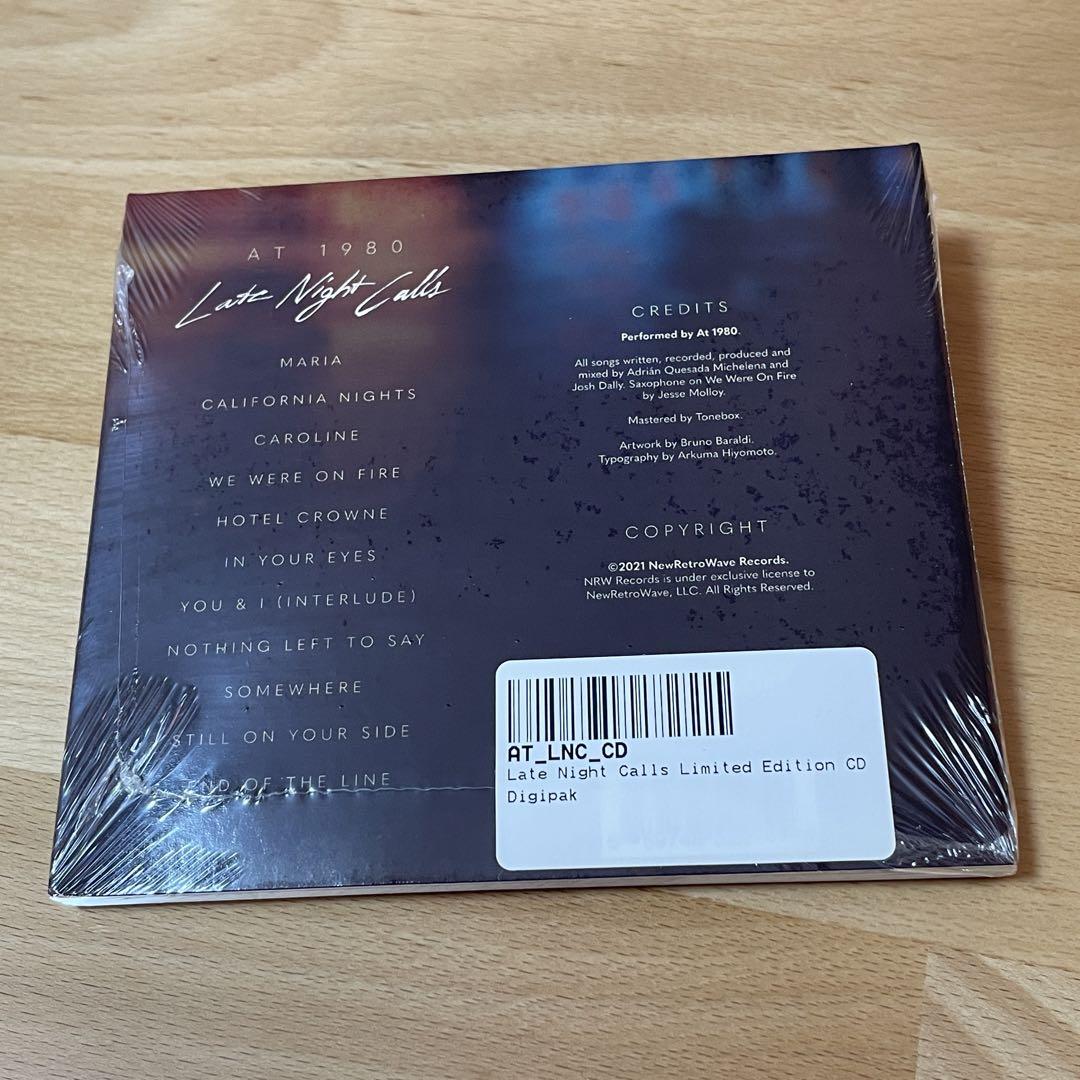 AT 1980
Late Night Calls
MARIA
CALIFORNIA NIGHTS
CAROLINE
WE WERE ON FIRE
HOTEL CROWNE
IN YOUR EYES
YOU & I (INTERLUDE)
NOTHING LEFT TO SAY
SOMEWHERE
STILL ON YOUR SIDE
END OF THE LINE
CREDITS
Performed by At 1980.
All songs written, recorded, produced and
mixed by Adrián Quesada Michelena and
Josh Dally. Saxophone on We Were On Fire
by Jesse Molloy.
Mastered by Tonebox.
Artwork by Bruno Baraldi.
Typography by Arkuma Hiyomoto.
COPYRIGHT
©2021 NewRetroWave Records.
NRW Records is under exclusive license to
NewRetroWave, LLC. All Rights Reserved.
AT_LNC_CD
Late Night Calls Limited Edition CD
Digipak